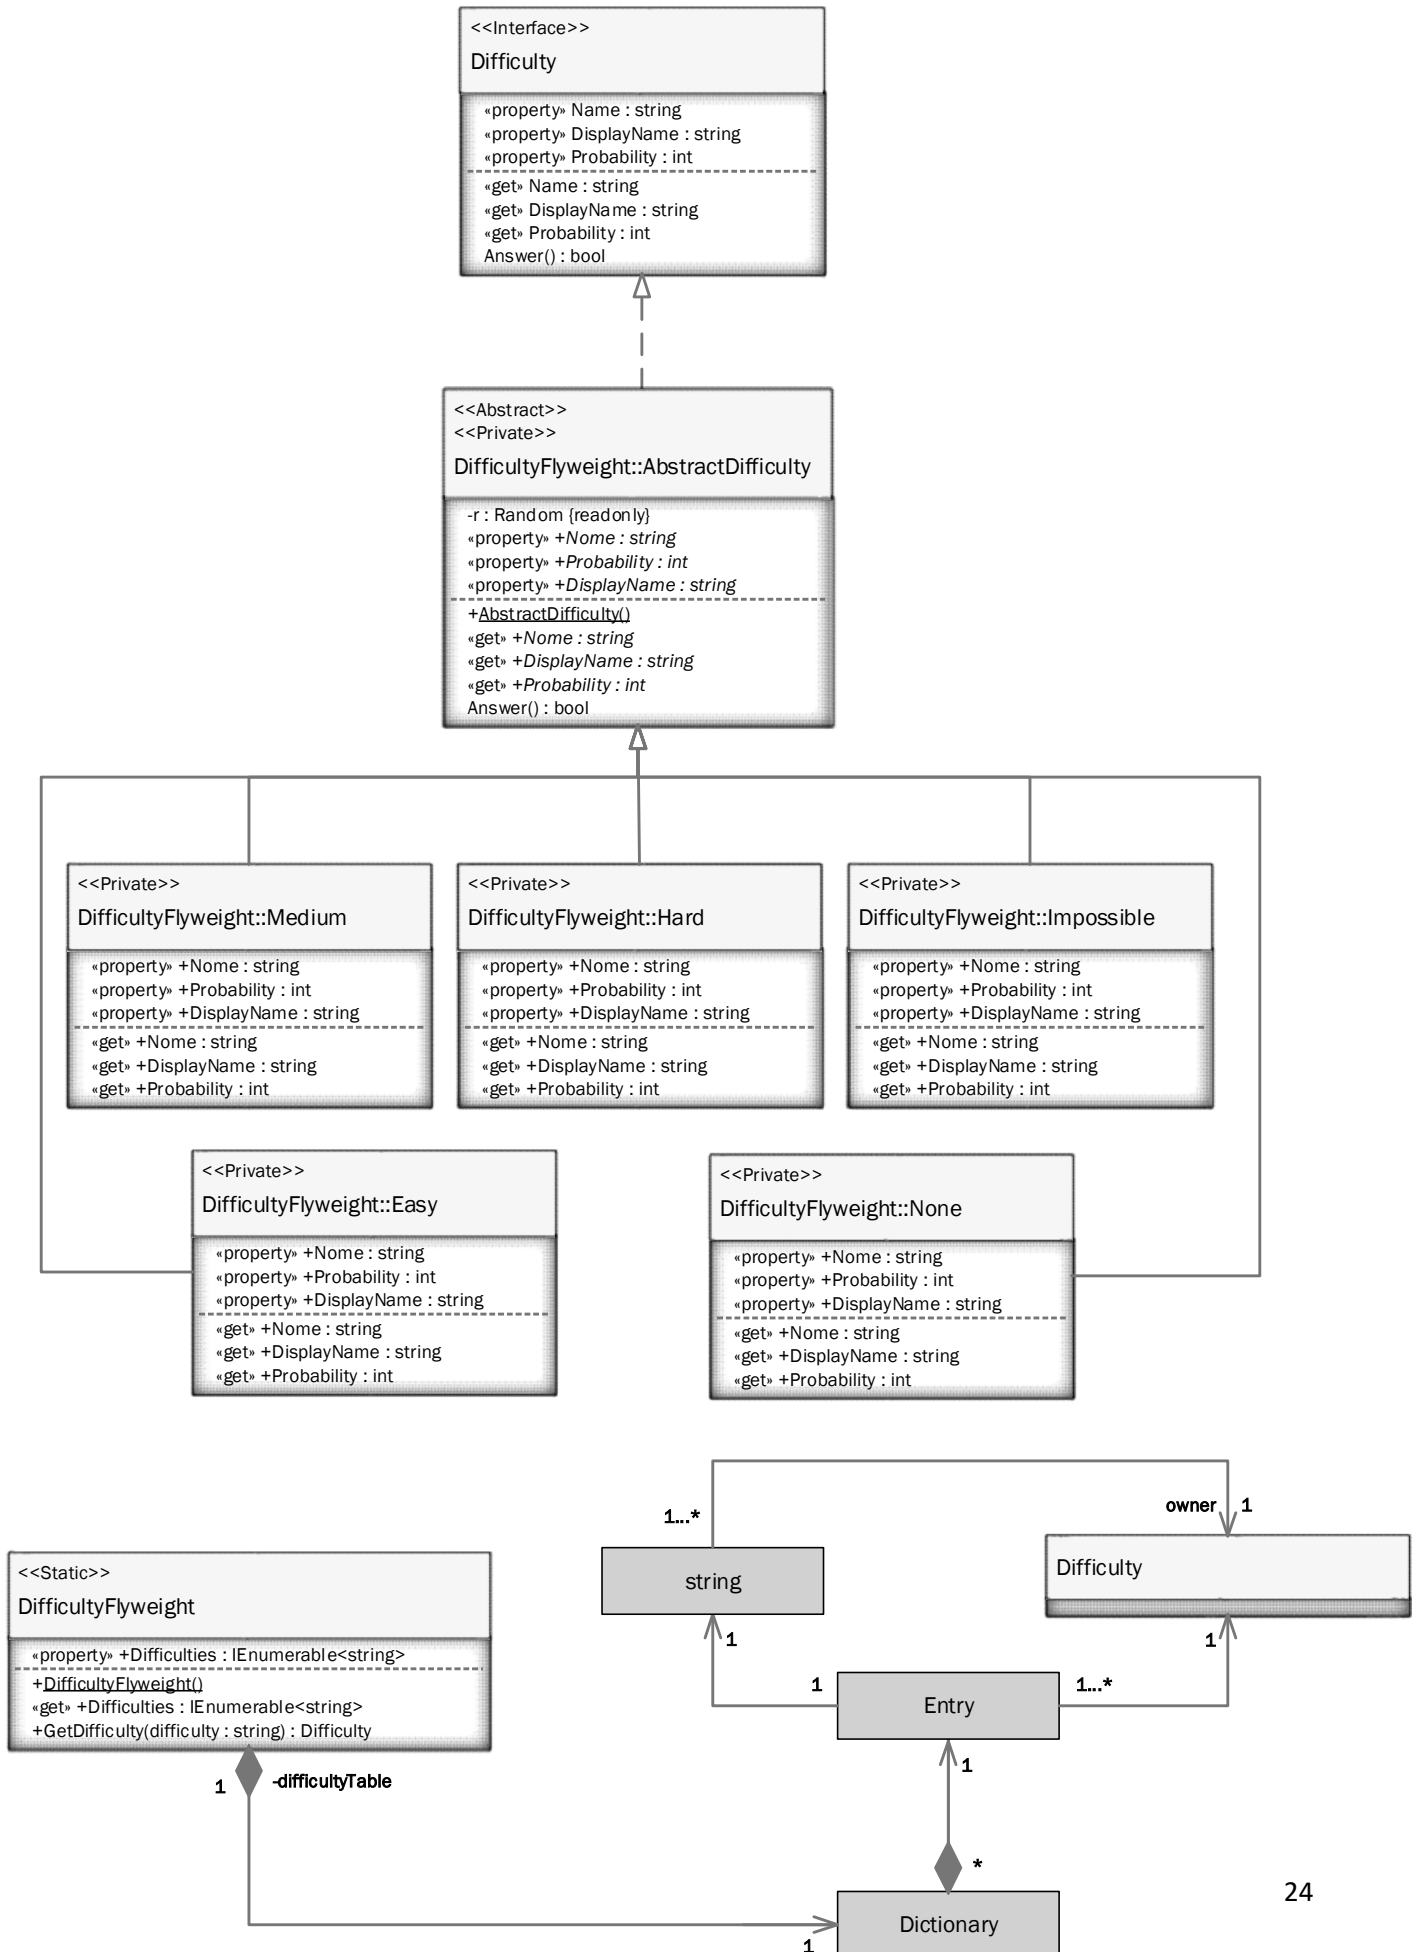 <<Interface>>
Difficulty
«property» Name : string
«property» DisplayName : string
«property» Probability : int
«get» Name : string
«get» DisplayName : string
«get» Probability : int
Answer() : bool
<<Abstract>>
<<Private>>
DifficultyFlyweight::AbstractDifficulty
-r : Random {readonly}
«property» +Nome : string
«property» +Probability : int
«property» +DisplayName : string
+AbstractDifficulty()
«get» +Nome : string
«get» +DisplayName : string
«get» +Probability : int
Answer() : bool
<<Private>>
DifficultyFlyweight::Medium
«property» +Nome : string
«property» +Probability : int
«property» +DisplayName : string
«get» +Nome : string
«get» +DisplayName : string
«get» +Probability : int
<<Private>>
DifficultyFlyweight::Hard
«property» +Nome : string
«property» +Probability : int
«property» +DisplayName : string
«get» +Nome : string
«get» +DisplayName : string
«get» +Probability : int
<<Private>>
DifficultyFlyweight::Impossible
«property» +Nome : string
«property» +Probability : int
«property» +DisplayName : string
«get» +Nome : string
«get» +DisplayName : string
«get» +Probability : int
<<Private>>
DifficultyFlyweight::Easy
«property» +Nome : string
«property» +Probability : int
«property» +DisplayName : string
«get» +Nome : string
«get» +DisplayName : string
«get» +Probability : int
<<Private>>
DifficultyFlyweight::None
«property» +Nome : string
«property» +Probability : int
«property» +DisplayName : string
«get» +Nome : string
«get» +DisplayName : string
«get» +Probability : int
<<Static>>
DifficultyFlyweight
«property» +Difficulties : IEnumerable<string>
+DifficultyFlyweight()
«get» +Difficulties : IEnumerable<string>
+GetDifficulty(difficulty : string) : Difficulty
1
-difficultyTable
1...*
owner
1
string
Difficulty
1
1
1
Entry
1...*
1
*
Dictionary
1
24